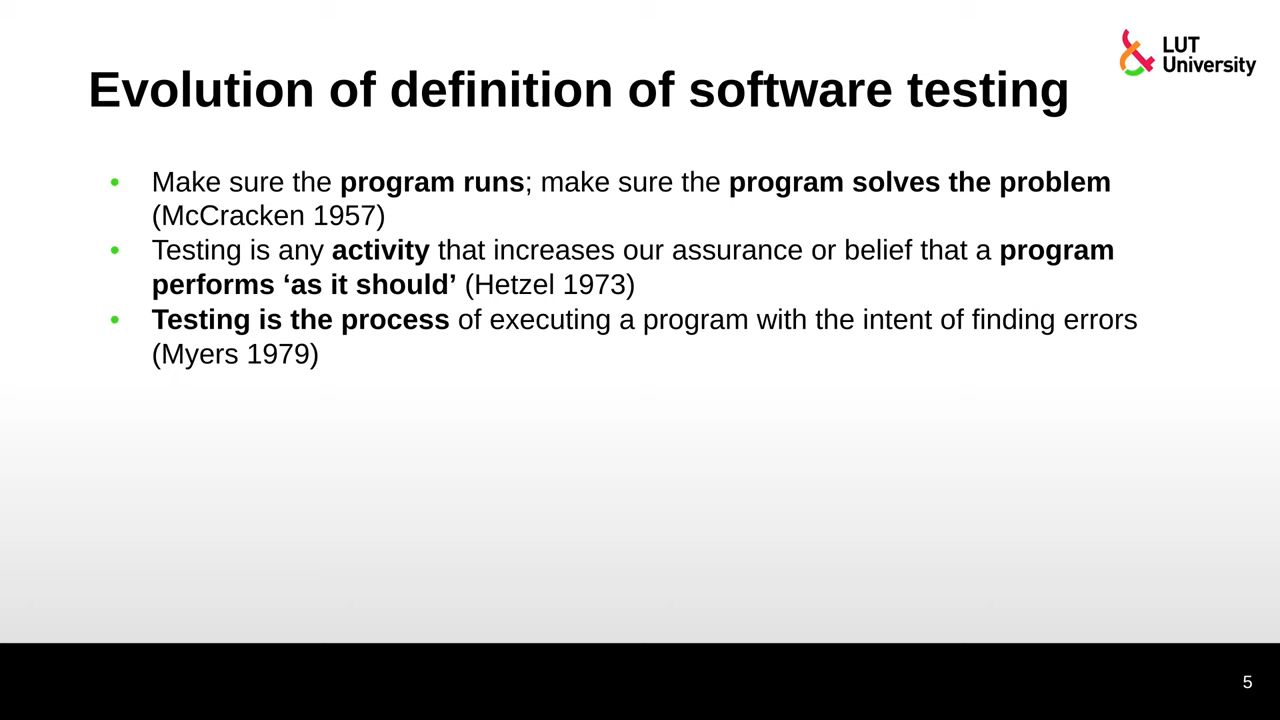 LUT
University
Evolution of definition of software testing
• Make sure the program runs; make sure the program solves the problem
(McCracken 1957)
• Testing is any activity that increases our assurance or belief that a program
performs ‘as it should’ (Hetzel 1973)
• Testing is the process of executing a program with the intent of finding errors
(Myers 1979)
5